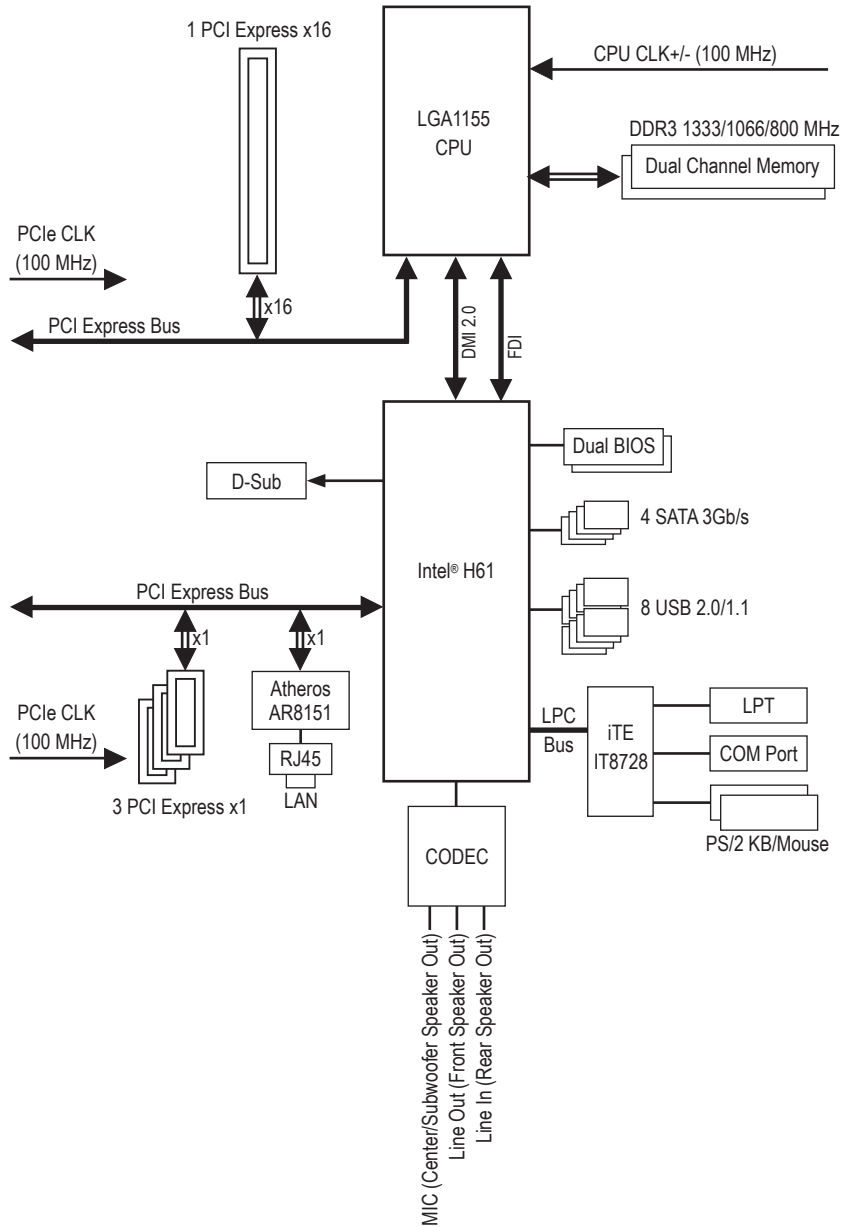 1 PCI Express x16
CPU CLK+/- (100 MHz)
LGA1155
CPU
DDR3 1333/1066/800 MHz
Dual Channel Memory
PCIe CLK
(100 MHz)
x16
PCI Express Bus
DMI 2.0
FDI
Dual BIOS
D-Sub
4 SATA 3Gb/s
Intel® H61
PCI Express Bus
8 USB 2.0/1.1
x1
x1
Atheros
AR8151
PCIe CLK
(100 MHz)
RJ45
LAN
3 PCI Express x1
LPC
Bus
iTE
IT8728
LPT
COM Port
PS/2 KB/Mouse
CODEC
MIC (Center/Subwoofer Speaker Out)
Line Out (Front Speaker Out)
Line In (Rear Speaker Out)